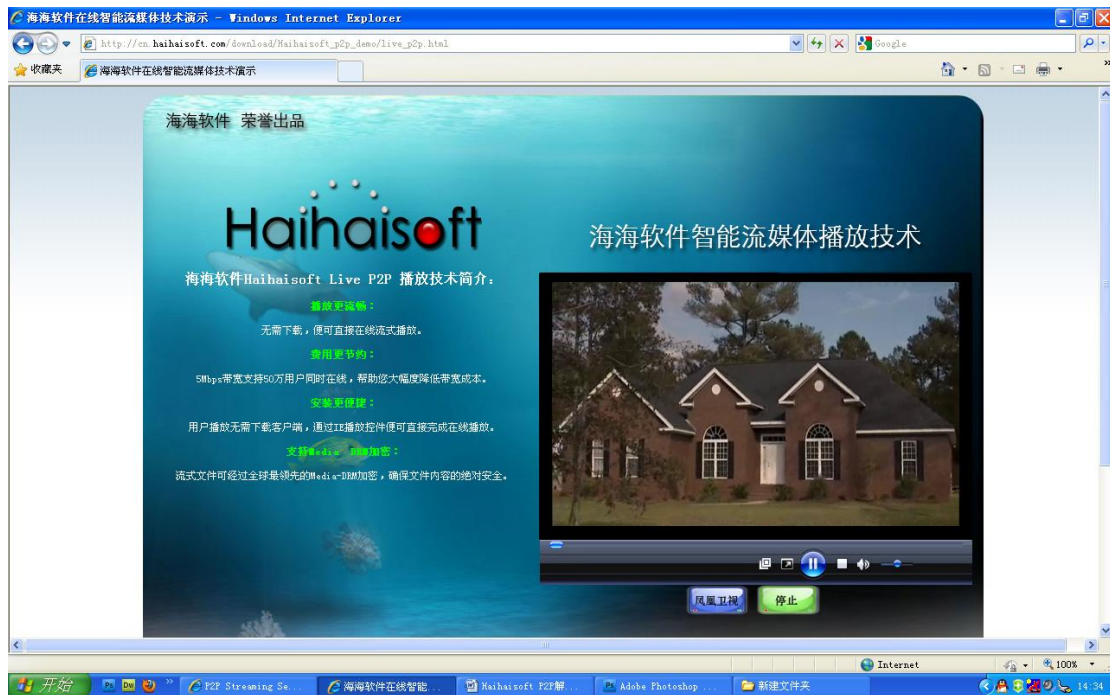 海海软件在线智能流媒体技术演示 - Windows Internet Explorer
http://cn.haihaisoft.com/download/Haihaisoft_p2p_demo/live_p2p.html
Google
收藏夹
海海软件在线智能流媒体技术演示
海海软件 荣誉出品
Haihaisoft
海海软件智能流媒体播放技术
海海软件Haihaisoft Live P2P 播放技术简介:
播放更流畅:
无需下载,便可直接在线流式播放。
费用更节约:
5Mbps带宽支持50万用户同时在线,帮助您大幅度降低带宽成本。
安装更便捷:
用户播放无需下载客户端,通过IE播放控件便可直接完成在线播放。
支持Media-DRM加密:
流式文件可经过全球最领先的Media-DRM加密,确保文件内容的绝对安全。
凤凰卫视
停止
Internet
100%
开始
P2P Streaming Se...
海海软件在线智能...
Haihaisoft P2P解...
Adobe Photoshop ...
新建文件夹
14:34